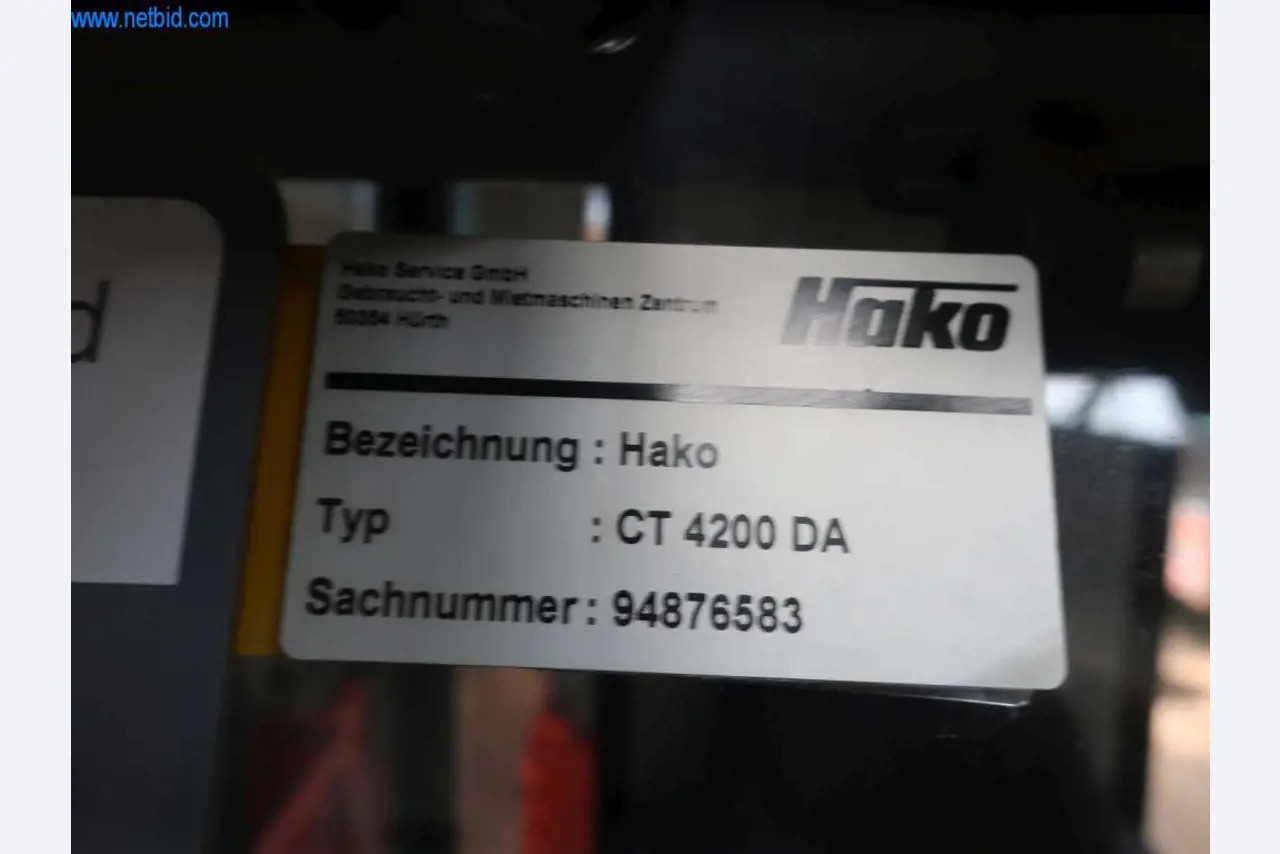 www.netbid.com
Hako Service GmbH
Gebraucht- und Mietmaschinen Zentrum
50354 Hürth
Hako
Bezeichnung : Hako
Typ : CT 4200 DA
Sachnummer : 94876583
d